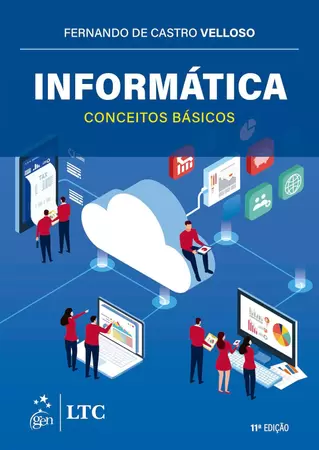 FERNANDO DE CASTRO VELLOSO
INFORMÁTICA
CONCEITOS BÁSICOS
gen
LTC
11ª EDIÇÃO